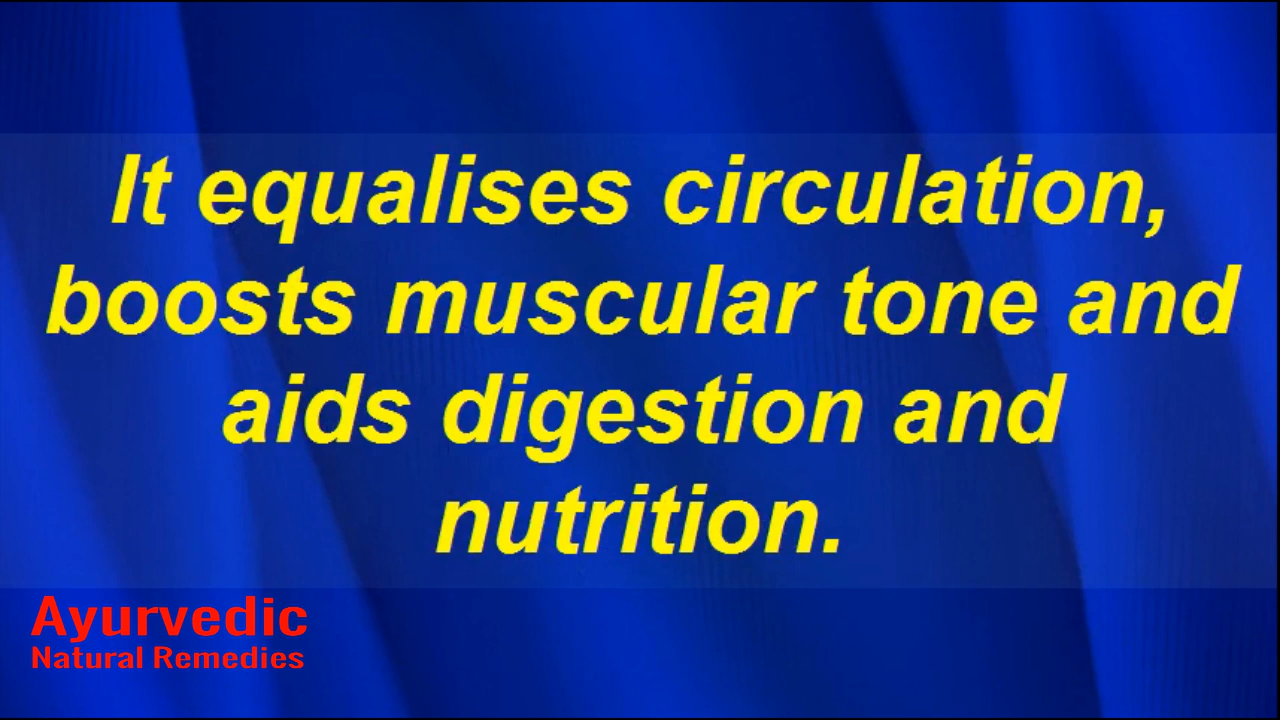 It equalises circulation,
boosts muscular tone and
aids digestion and
nutrition.
Ayurvedic
Natural Remedies